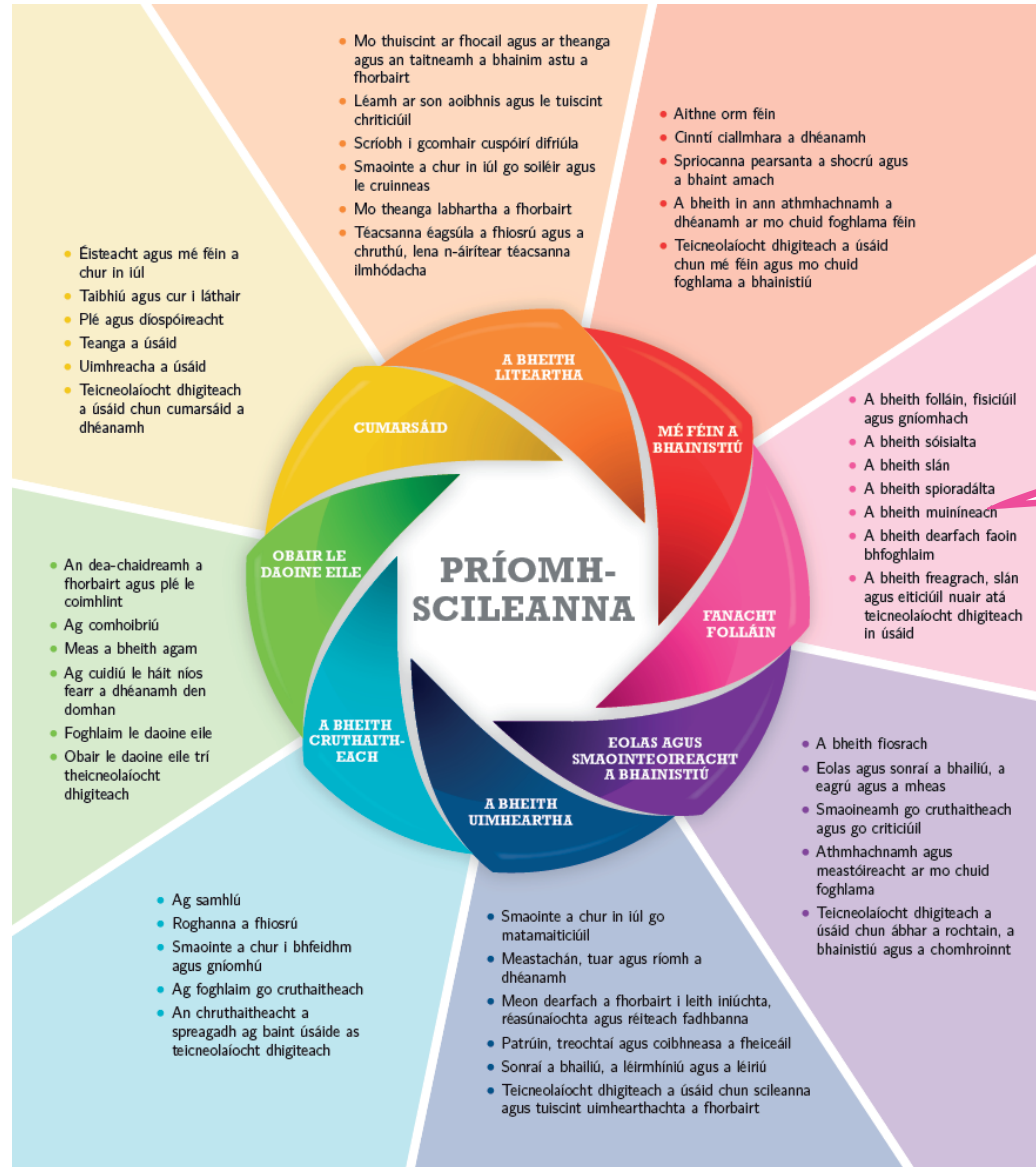 Mo thuiscint ar fhocail agus ar theanga
agus an taitneamh a bhainim astu a
fhorbairt
Léamh ar son aoibhnis agus le tuiscint
chriticiúil
Scríobh i gcomhair cuspóirí difriúla
Smaointe a chur in iúl go soiléir agus
le cruinneas
Mo theanga labhartha a fhorbairt
Téacsanna éagsúla a fhiosrú agus a
chruthú, lena n-áirítear téacsanna
ilmhódacha
Aithne orm féin
Cinntí ciallmhara a dhéanamh
Spriocanna pearsanta a shocrú agus
a bhaint amach
A bheith in ann athmhachnamh a
dhéanamh ar mo chuid foghlama féin
Teicneolaíocht dhigiteach a úsáid
chun mé féin agus mo chuid
foghlama a bhainistiú
Éisteacht agus mé féin a
chur in iúl
Taibhiú agus cur i láthair
Plé agus díospóireacht
Teanga a úsáid
Uimhreacha a úsáid
Teicneolaíocht dhigiteach
a úsáid chun cumarsáid a
dhéanamh
A BHEITH
LITEARTHA
CUMARSÁID
MÉ FÉIN A
BHAINISTIÚ
A bheith folláin, fisiciúil
agus gníomhach
A bheith sóisialta
A bheith slán
A bheith spioradálta
A bheith muiníneach
A bheith dearfach faoin
bhfoghlaim
A bheith freagrach, slán
agus eiticiúil nuair atá
teicneolaíocht dhigiteach
in úsáid
OBAIR LE
DAOINE EILE
PRÍOMH-
SCILEANNA
FANACHT
FOLLÁIN
An dea-chaidreamh a
fhorbairt agus plé le
coimhlint
Ag comhoibriú
Meas a bheith agam
Ag cuidiú le háit níos
fearr a dhéanamh den
domhan
Foghlaim le daoine eile
Obair le daoine eile trí
theicneolaíocht
dhigiteach
A BHEITH
CRUTHAITH-
EACH
A BHEITH
UIMHEARTHA
EOLAS AGUS
SMAOINTEOIREACHT
A BHAINISTIÚ
A bheith fiosrach
Eolas agus sonraí a bhailiú, a
eagrú agus a mheas
Smaoineamh go cruthaitheach
agus go criticiúil
Athmhachnamh agus
meastóireacht ar mo chuid
foghlama
Teicneolaíocht dhigiteach a
úsáid chun ábhar a rochtain, a
bhainistiú agus a chomhroinnt
Ag samhlú
Roghanna a fhiosrú
Smaointe a chur i bhfeidhm
agus gníomhú
Ag foghlaim go cruthaitheach
An chruthaitheacht a
spreagadh ag baint úsáide as
teicneolaíocht dhigiteach
Smaointe a chur in iúl go
matamaiticiúil
Meastachán, tuar agus ríomh a
dhéanamh
Meon dearfach a fhorbairt i leith iniúchta,
réasúnaíochta agus réiteach fadhbanna
Patrúin, treochtaí agus coibhneasa a fheiceáil
Sonraí a bhailiú, a léirmhíniú agus a léiriú
Teicneolaíocht dhigiteach a úsáid chun scileanna
agus tuiscint uimhearthachta a fhorbairt